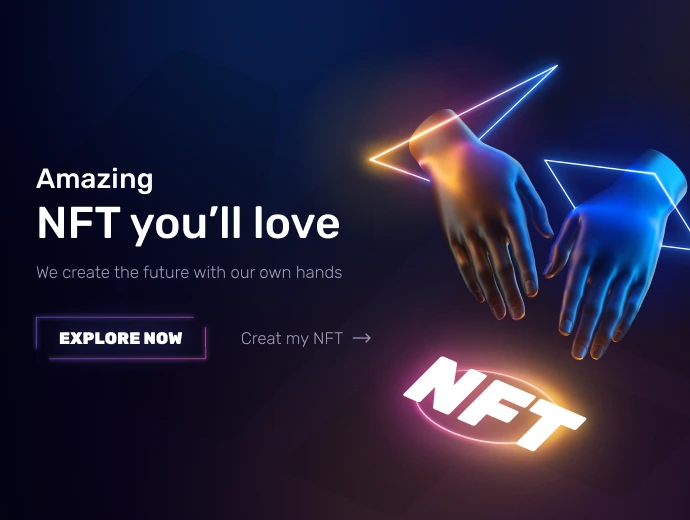 Amazing
NFT you’ll love
We create the future with our own hands
EXPLORE NOW
Creat my NFT →
NFT